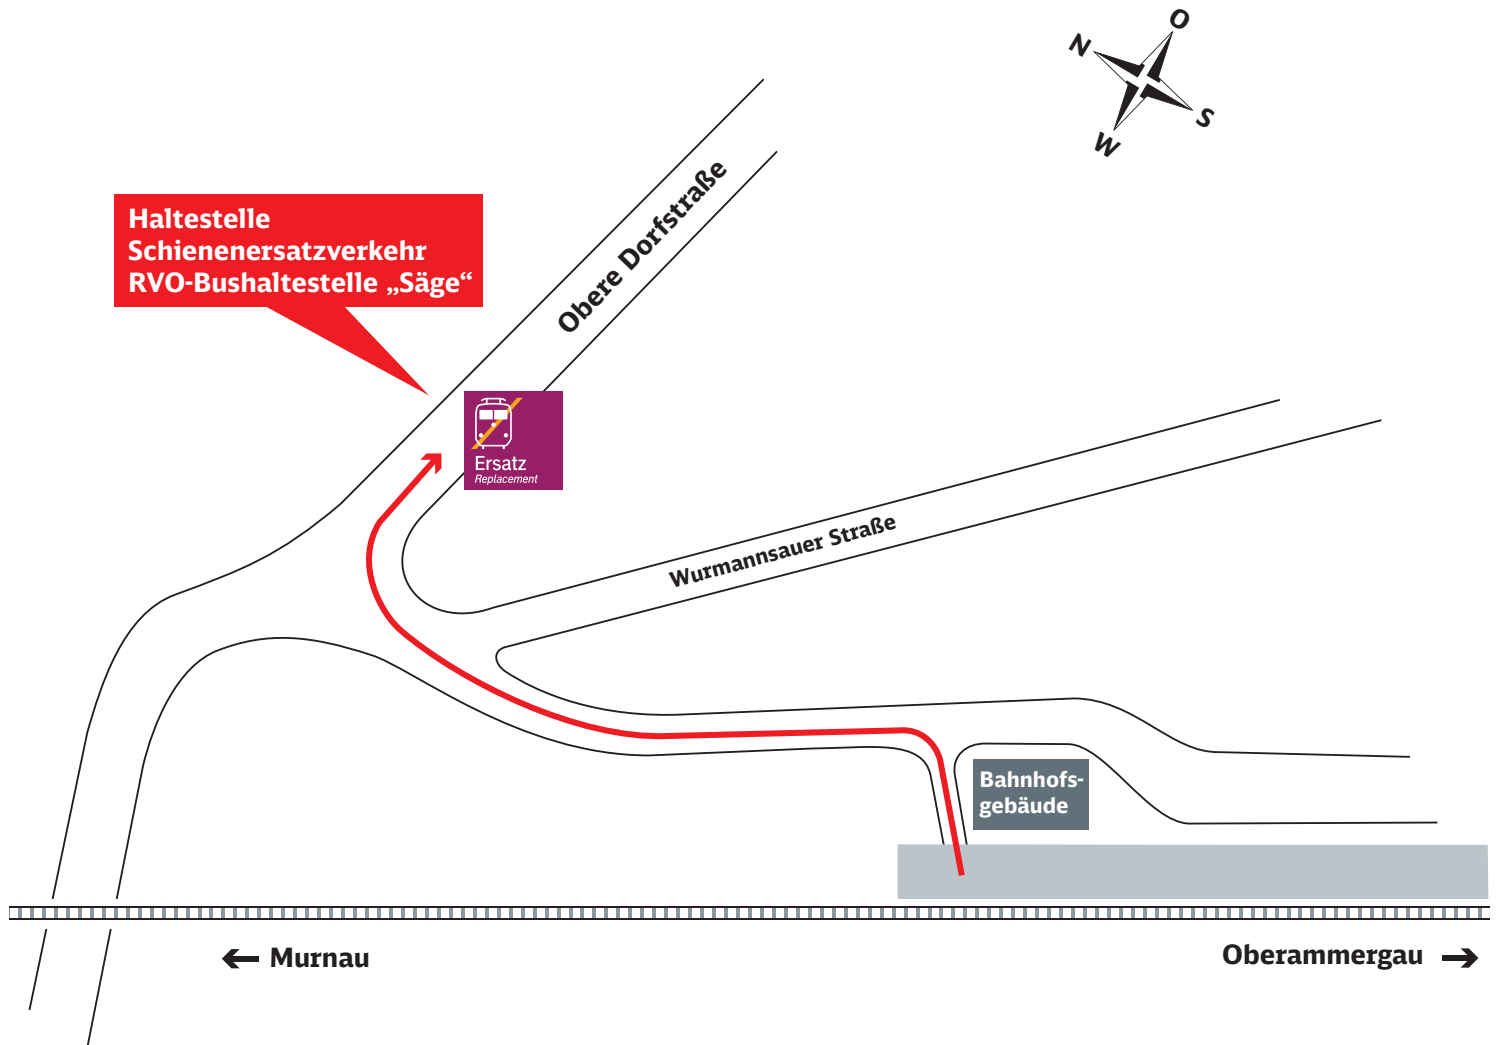 O
N
S
W
Haltestelle
Schienenersatzverkehr
RVO-Bushaltestelle „Säge“
Obere Dorfstraße
Ersatz
Replacement
Wurmannsauer Straße
Bahnhofs-
gebäude
Murnau
Oberammergau